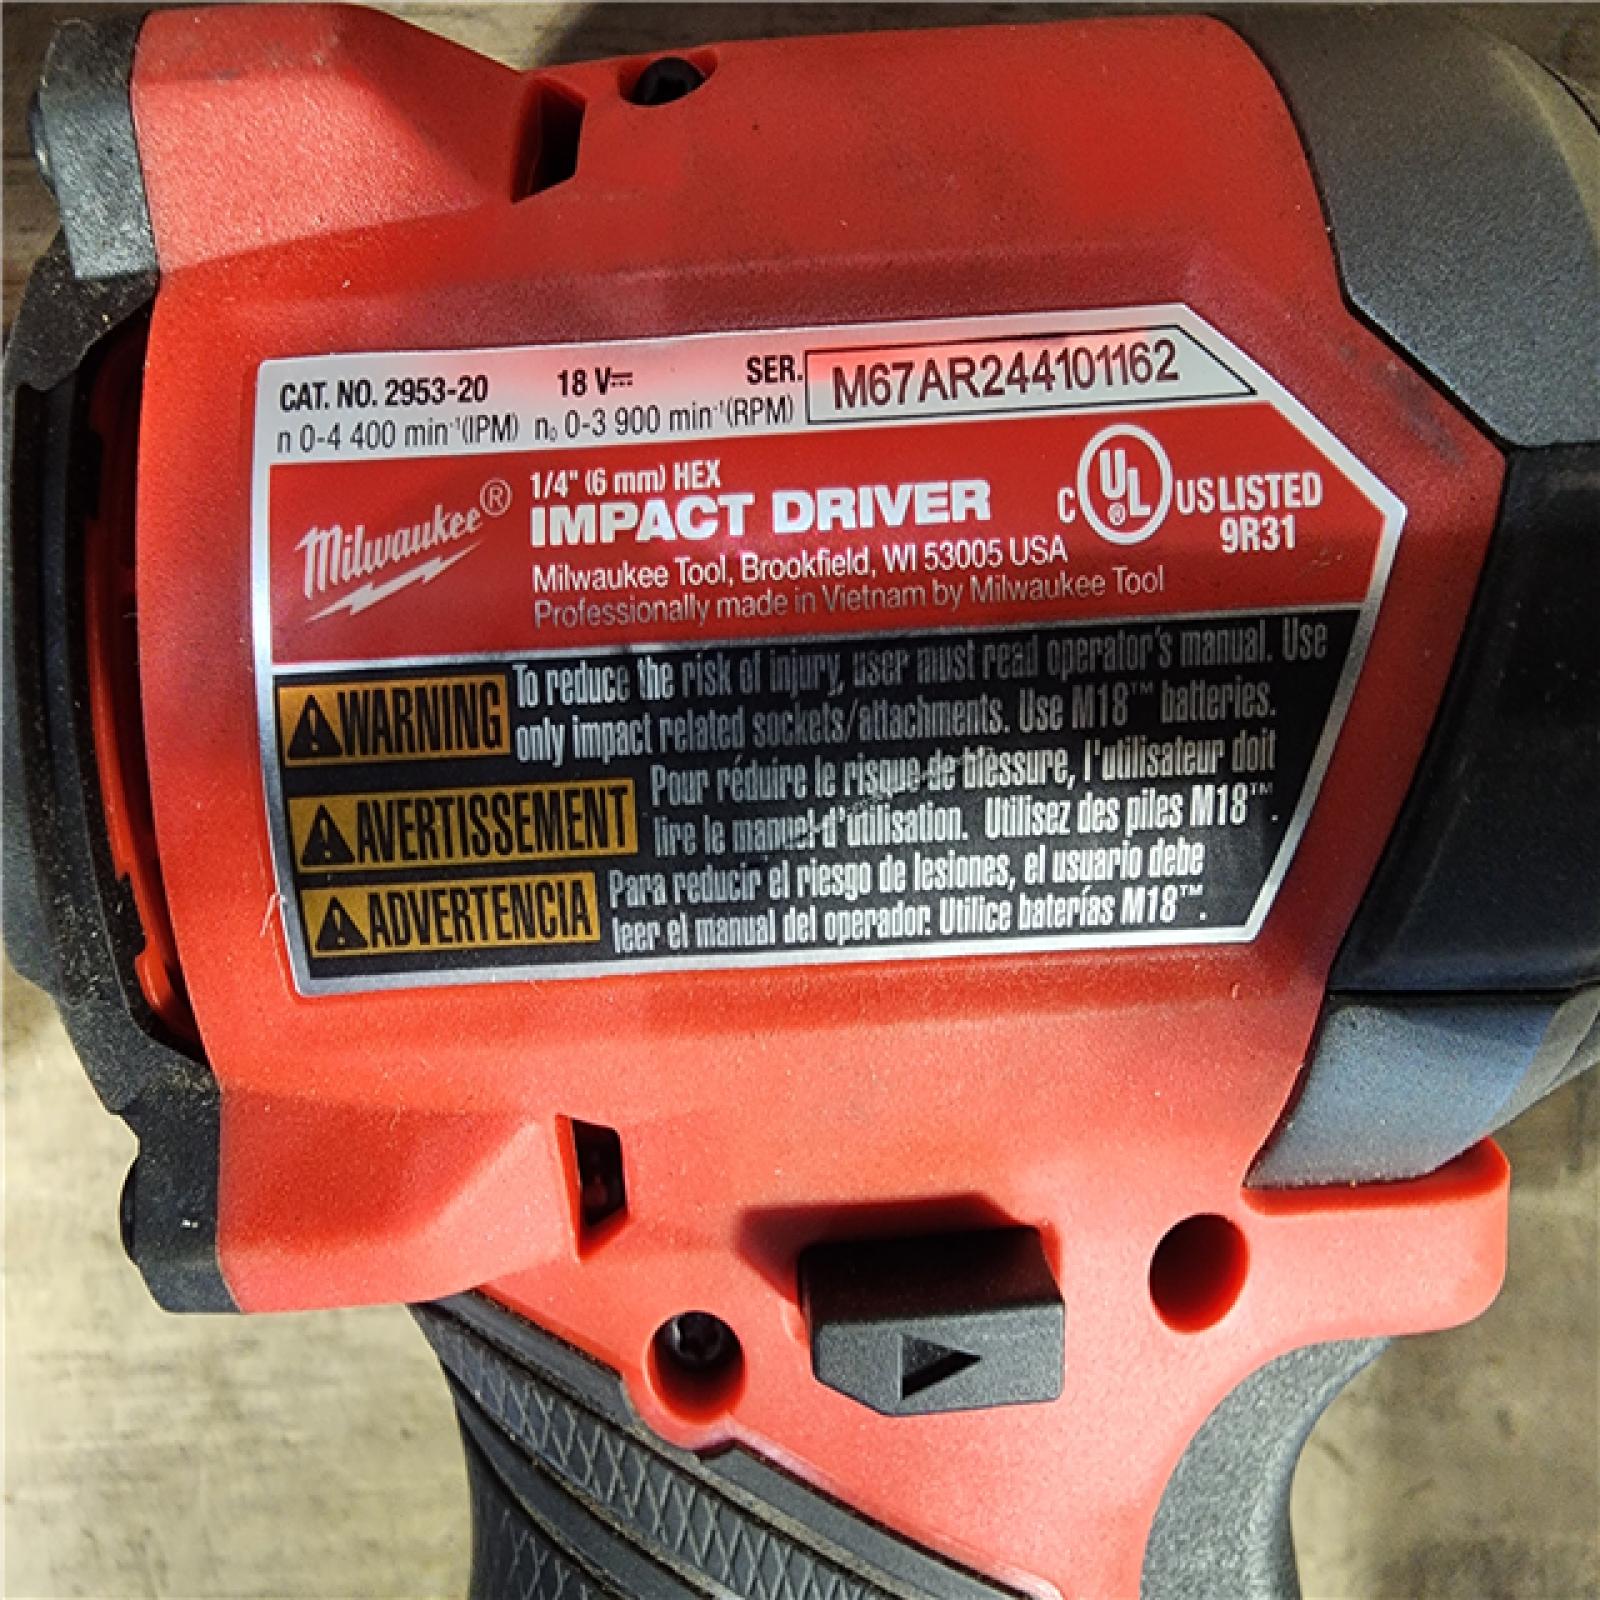 CAT. NO. 2953-20 18 V⎓ SER. M67AR244101162
n 0-4 400 min⁻¹(IPM) n₀ 0-3 900 min⁻¹(RPM)
Milwaukee®
1/4" (6 mm) HEX
IMPACT DRIVER
Milwaukee Tool, Brookfield, WI 53005 USA
Professionally made in Vietnam by Milwaukee Tool
C UL® US LISTED
9R31
WARNING To reduce the risk of injury, user must read operator's manual. Use
only impact related sockets/attachments. Use M18™ batteries.
AVERTISSEMENT Pour réduire le risque de blessure, l'utilisateur doit
lire le manuel d'utilisation. Utilisez des piles M18™.
ADVERTENCIA Para reducir el riesgo de lesiones, el usuario debe
leer el manual del operador. Utilice baterías M18™.